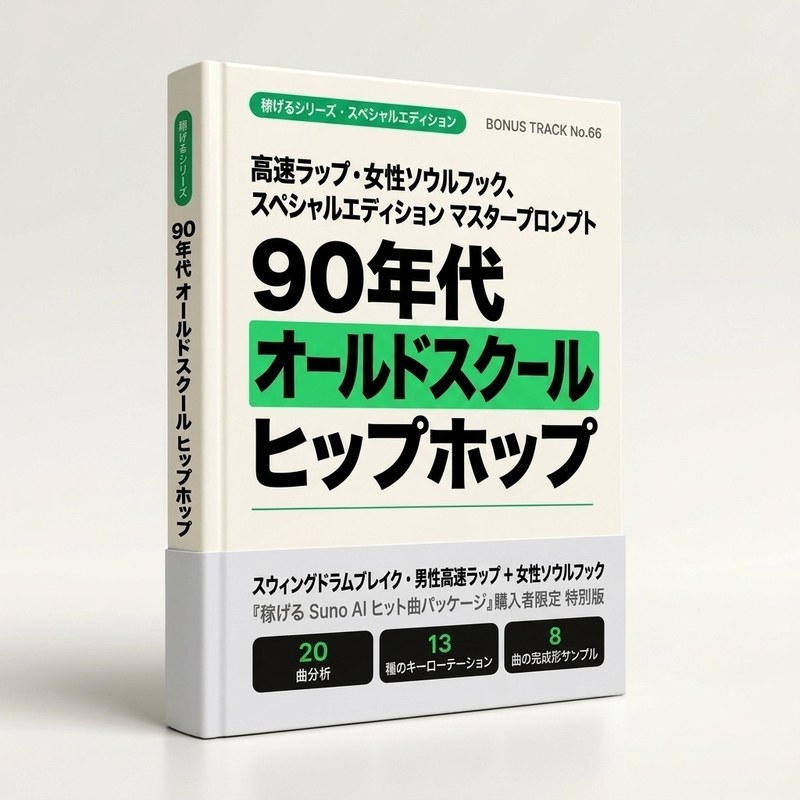 稼げるシリーズ・スペシャルエディション
BONUS TRACK No.66
高速ラップ・女性ソウルフック、
スペシャルエディション マスタープロンプト
90年代
オールドスクール
ヒップホップ
スウィングドラムブレイク・男性高速ラップ + 女性ソウルフック
『稼げる Suno AI ヒット曲パッケージ』購入者限定 特別版
20
曲分析
13
種のキーローテーション
8
曲の完成形サンプル
稼げるシリーズ
90年代 オールドスクール ヒップホップ